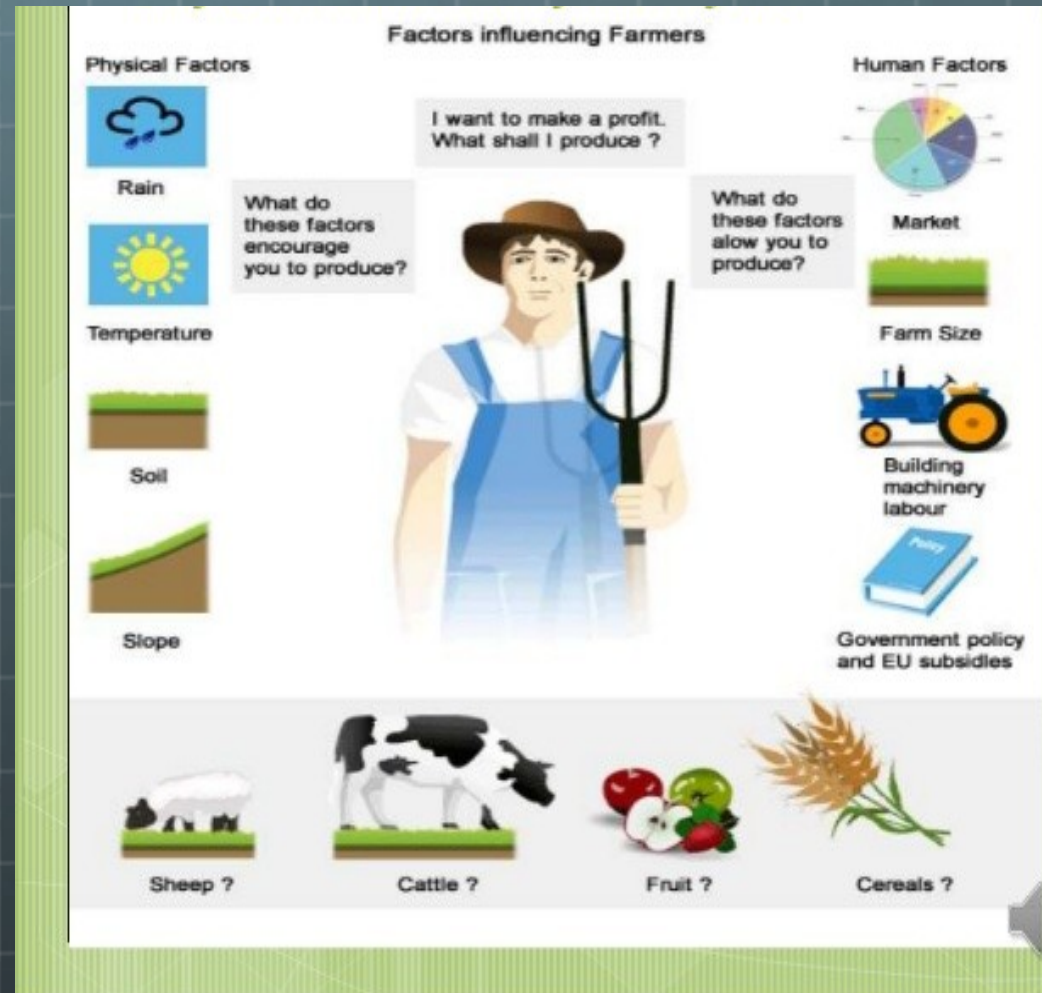 Factors influencing Farmers
Physical Factors
Human Factors
I want to make a profit.
What shall I produce ?
Rain
What do
these factors
encourage
you to produce?
What do
these factors
alow you to
produce?
Market
Temperature
Farm Size
Soil
Building
machinery
labour
Policy
Slope
Government policy
and EU subsidles
Sheep ?
Cattle ?
Fruit ?
Cereals ?